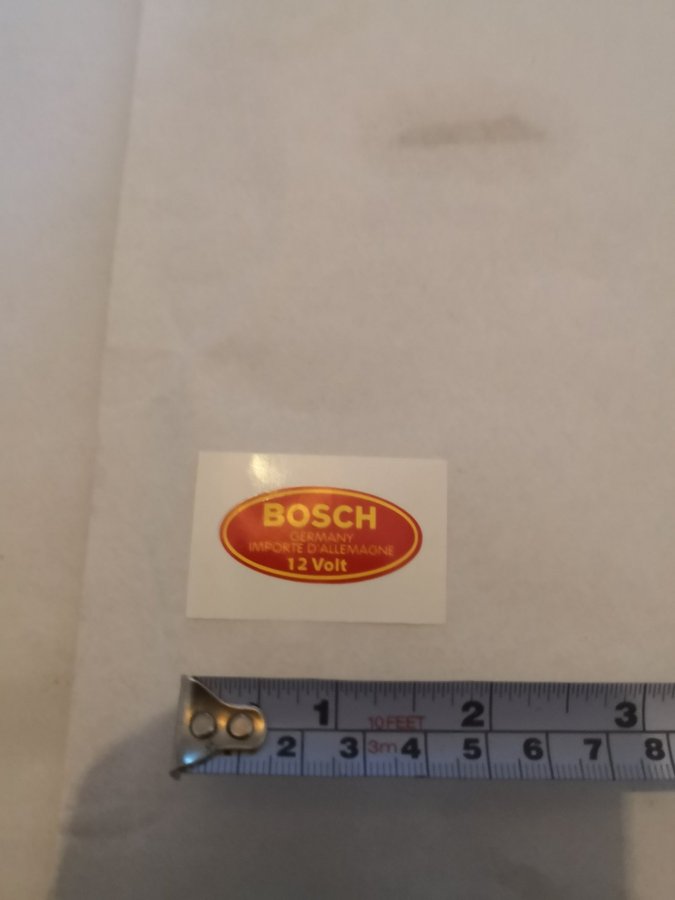 BOSCH
GERMANY
IMPORTE D'ALLEMAGNE
12 Volt
1 10 FEET 2 3
2 3 3m 4 5 6 7 8